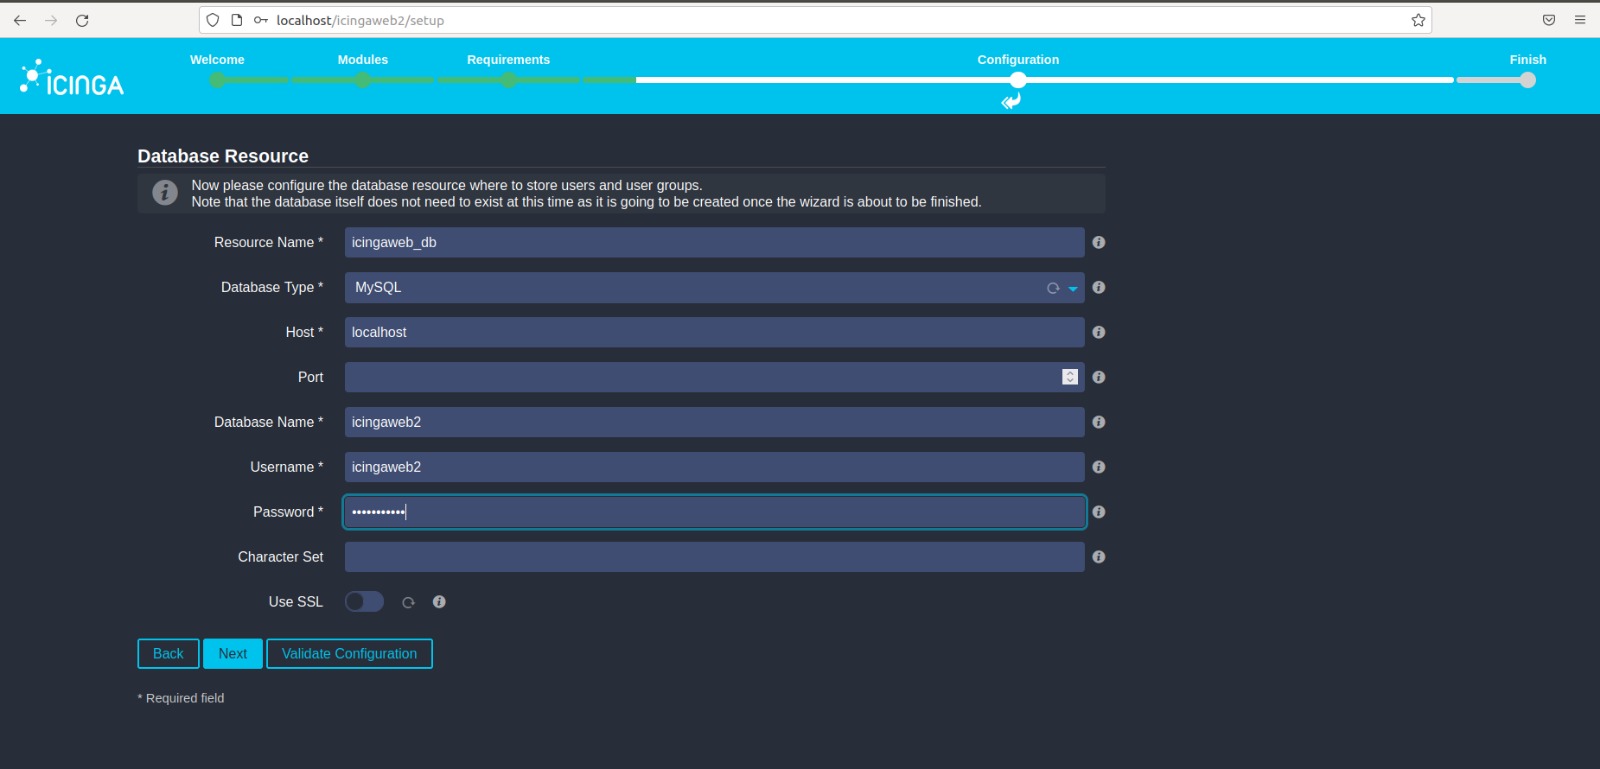 localhost/icingaweb2/setup
ICINGA
Welcome Modules Requirements Configuration Finish
Database Resource
Now please configure the database resource where to store users and user groups.
Note that the database itself does not need to exist at this time as it is going to be created once the wizard is about to be finished.
Resource Name * icingaweb_db
Database Type * MySQL
Host * localhost
Port
Database Name * icingaweb2
Username * icingaweb2
Password * •••••••••••
Character Set
Use SSL
Back Next Validate Configuration
* Required field